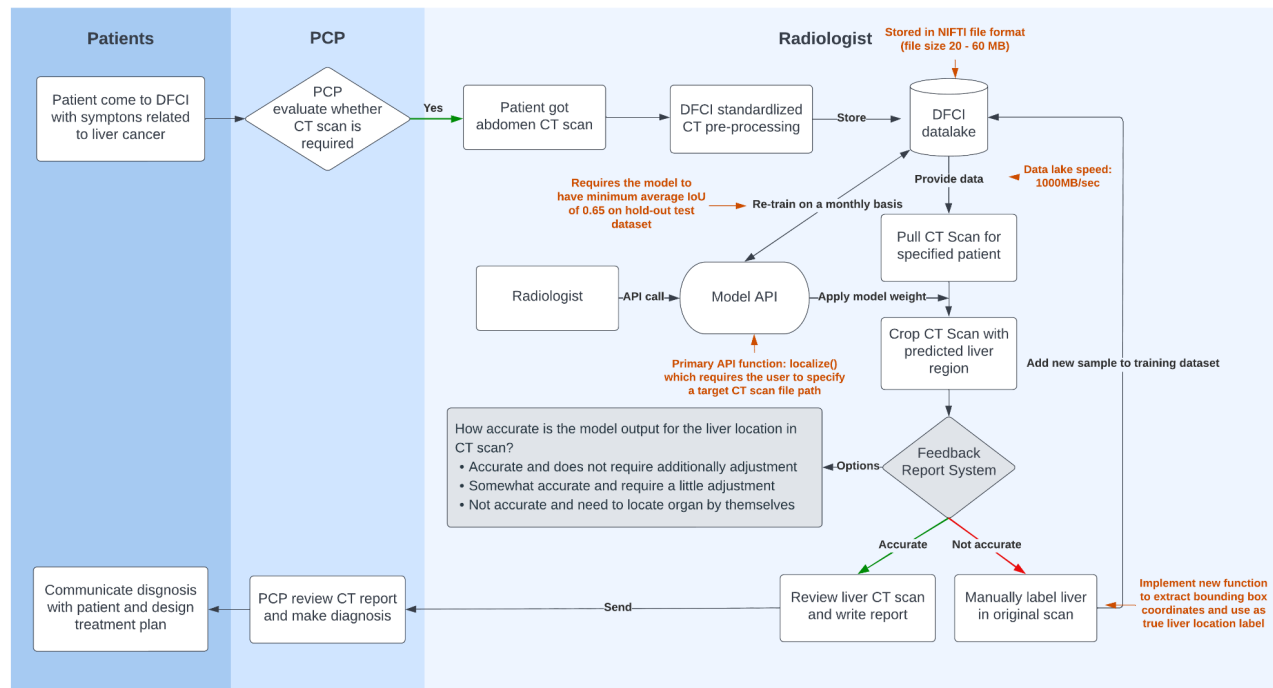 Patients
PCP
Radiologist
Stored in NIFTI file format
(file size 20 - 60 MB)
Patient come to DFCI
with symptons related
to liver cancer
PCP
evaluate whether
CT scan is
required
Yes
Patient got
abdomen CT scan
DFCI standardlized
CT pre-processing
Store
DFCI
datalake
Provide data
Data lake speed:
1000MB/sec
Requires the model to
have minimum average IoU
of 0.65 on hold-out test
dataset
Re-train on a monthly basis
Pull CT Scan for
specified patient
Radiologist
API call
Model API
Apply model weight
Crop CT Scan with
predicted liver
region
Add new sample to training dataset
Primary API function: localize()
which requires the user to specify
a target CT scan file path
How accurate is the model output for the liver location in
CT scan?
• Accurate and does not require additionally adjustment
• Somewhat accurate and require a little adjustment
• Not accurate and need to locate organ by themselves
Options
Feedback
Report System
Accurate
Not accurate
Communicate disgnosis
with patient and design
treatment plan
PCP review CT report
and make diagnosis
Send
Review liver CT scan
and write report
Manually label liver
in original scan
Implement new function
to extract bounding box
coordinates and use as
true liver location label